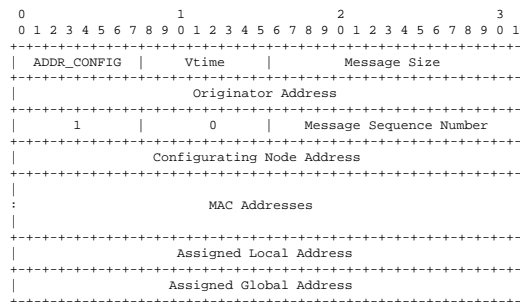 0                   1                   2                   3
0 1 2 3 4 5 6 7 8 9 0 1 2 3 4 5 6 7 8 9 0 1 2 3 4 5 6 7 8 9 0 1
+-+-+-+-+-+-+-+-+-+-+-+-+-+-+-+-+-+-+-+-+-+-+-+-+-+-+-+-+-+-+-+-
|  ADDR_CONFIG  |     Vtime     |         Message Size
+-+-+-+-+-+-+-+-+-+-+-+-+-+-+-+-+-+-+-+-+-+-+-+-+-+-+-+-+-+-+-+-
|                      Originator Address
+-+-+-+-+-+-+-+-+-+-+-+-+-+-+-+-+-+-+-+-+-+-+-+-+-+-+-+-+-+-+-+-
|       1       |       0       |    Message Sequence Number
+-+-+-+-+-+-+-+-+-+-+-+-+-+-+-+-+-+-+-+-+-+-+-+-+-+-+-+-+-+-+-+-
|                 Configurating Node Address
+-+-+-+-+-+-+-+-+-+-+-+-+-+-+-+-+-+-+-+-+-+-+-+-+-+-+-+-+-+-+-+-
|
:                        MAC Addresses
|
+-+-+-+-+-+-+-+-+-+-+-+-+-+-+-+-+-+-+-+-+-+-+-+-+-+-+-+-+-+-+-+-
|                    Assigned Local Address
+-+-+-+-+-+-+-+-+-+-+-+-+-+-+-+-+-+-+-+-+-+-+-+-+-+-+-+-+-+-+-+-
|                   Assigned Global Address
+-+-+-+-+-+-+-+-+-+-+-+-+-+-+-+-+-+-+-+-+-+-+-+-+-+-+-+-+-+-+-+-